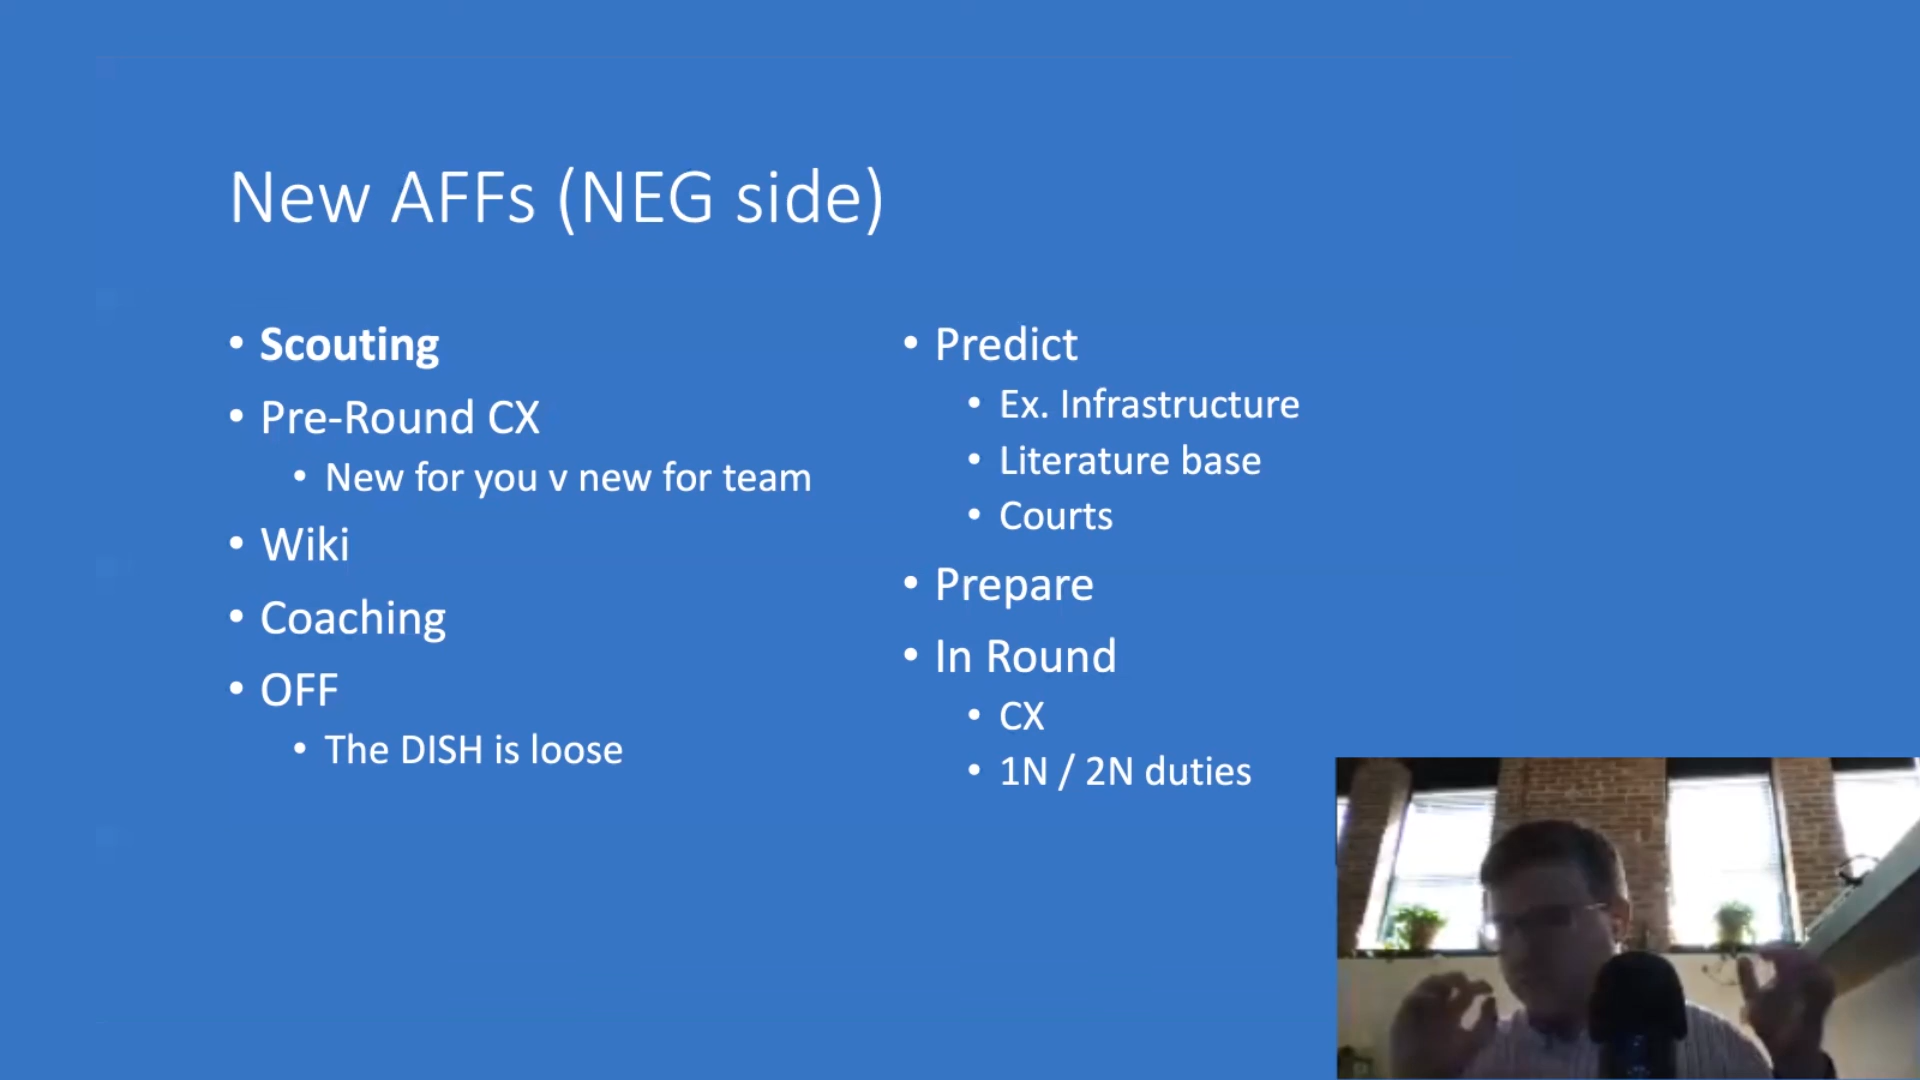 New AFFs (NEG side)
• Scouting
• Pre-Round CX
• New for you v new for team
• Wiki
• Coaching
• OFF
• The DISH is loose
• Predict
• Ex. Infrastructure
• Literature base
• Courts
• Prepare
• In Round
• CX
• 1N / 2N duties